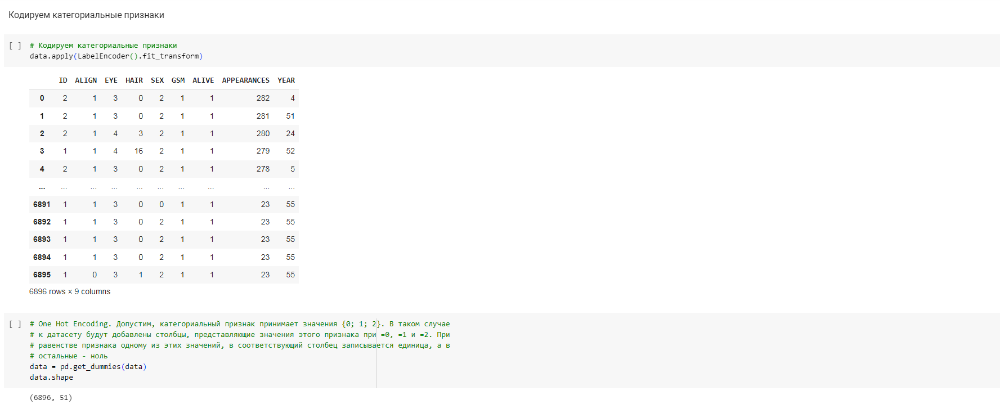 Кодируем категориальные признаки
[ ] # Кодируем категориальные признаки
data.apply(LabelEncoder().fit_transform)
ID ALIGN EYE HAIR SEX GSM ALIVE APPEARANCES YEAR
0 2 1 3 0 2 1 1 282 4
1 2 1 3 0 2 1 1 281 51
2 2 1 4 3 2 1 1 280 24
3 1 1 4 16 2 1 1 279 52
4 2 1 3 0 2 1 1 278 5
... ... ... ... ... ... ... ... ... ...
6891 1 1 3 0 0 1 1 23 55
6892 1 1 3 0 2 1 1 23 55
6893 1 1 3 0 2 1 1 23 55
6894 1 1 3 0 2 1 1 23 55
6895 1 0 3 1 2 1 1 23 55
6896 rows × 9 columns
[ ] # One Hot Encoding. Допустим, категориальный признак принимает значения {0; 1; 2}. В таком случае
# к датасету будут добавлены столбцы, представляющие значения этого признака при =0, =1 и =2. При
# равенстве признака одному из этих значений, в соответствующий столбец записывается единица, а в
# остальные - ноль
data = pd.get_dummies(data)
data.shape
(6896, 51)